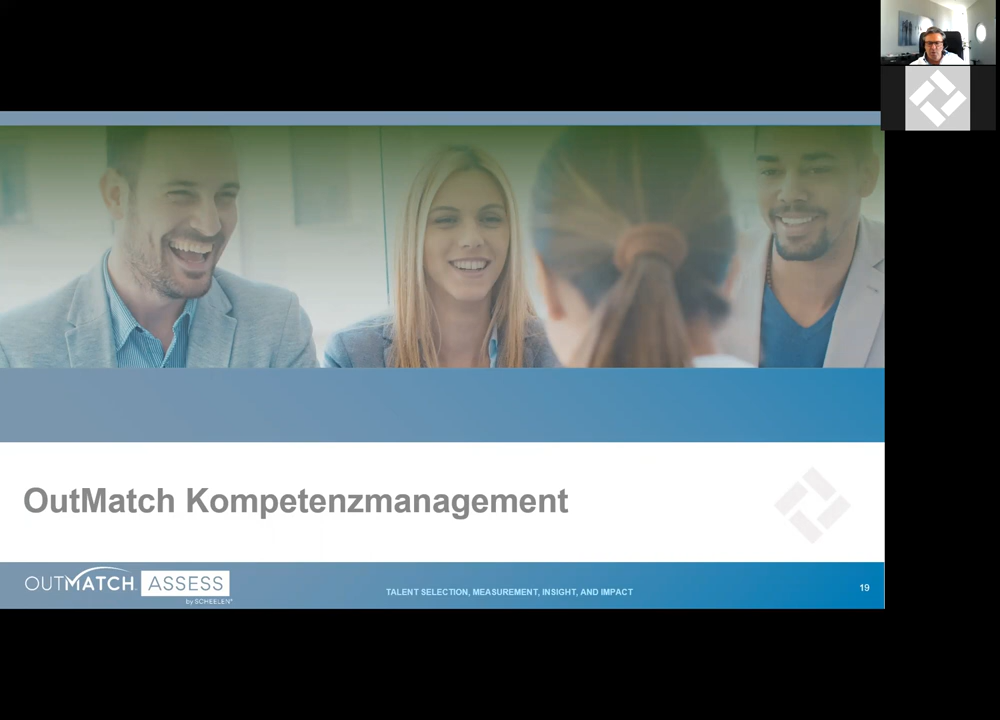 OutMatch Kompetenzmanagement
OUTMATCH ASSESS
by SCHEELEN®
TALENT SELECTION, MEASUREMENT, INSIGHT, AND IMPACT
19